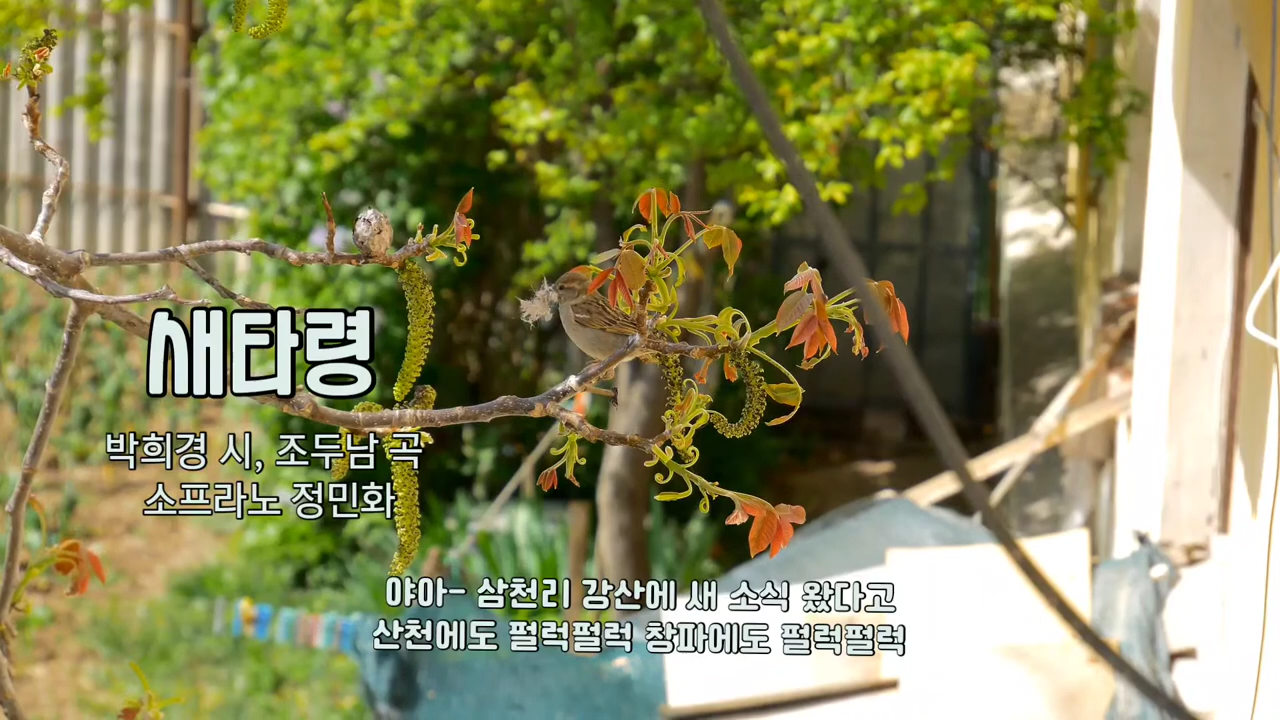 새타령
박희경 시, 조두남 곡
소프라노 정민화
야아- 삼천리 강산에 새 소식 왔다고
산천에도 펄럭펄럭 창파에도 펄럭펄럭